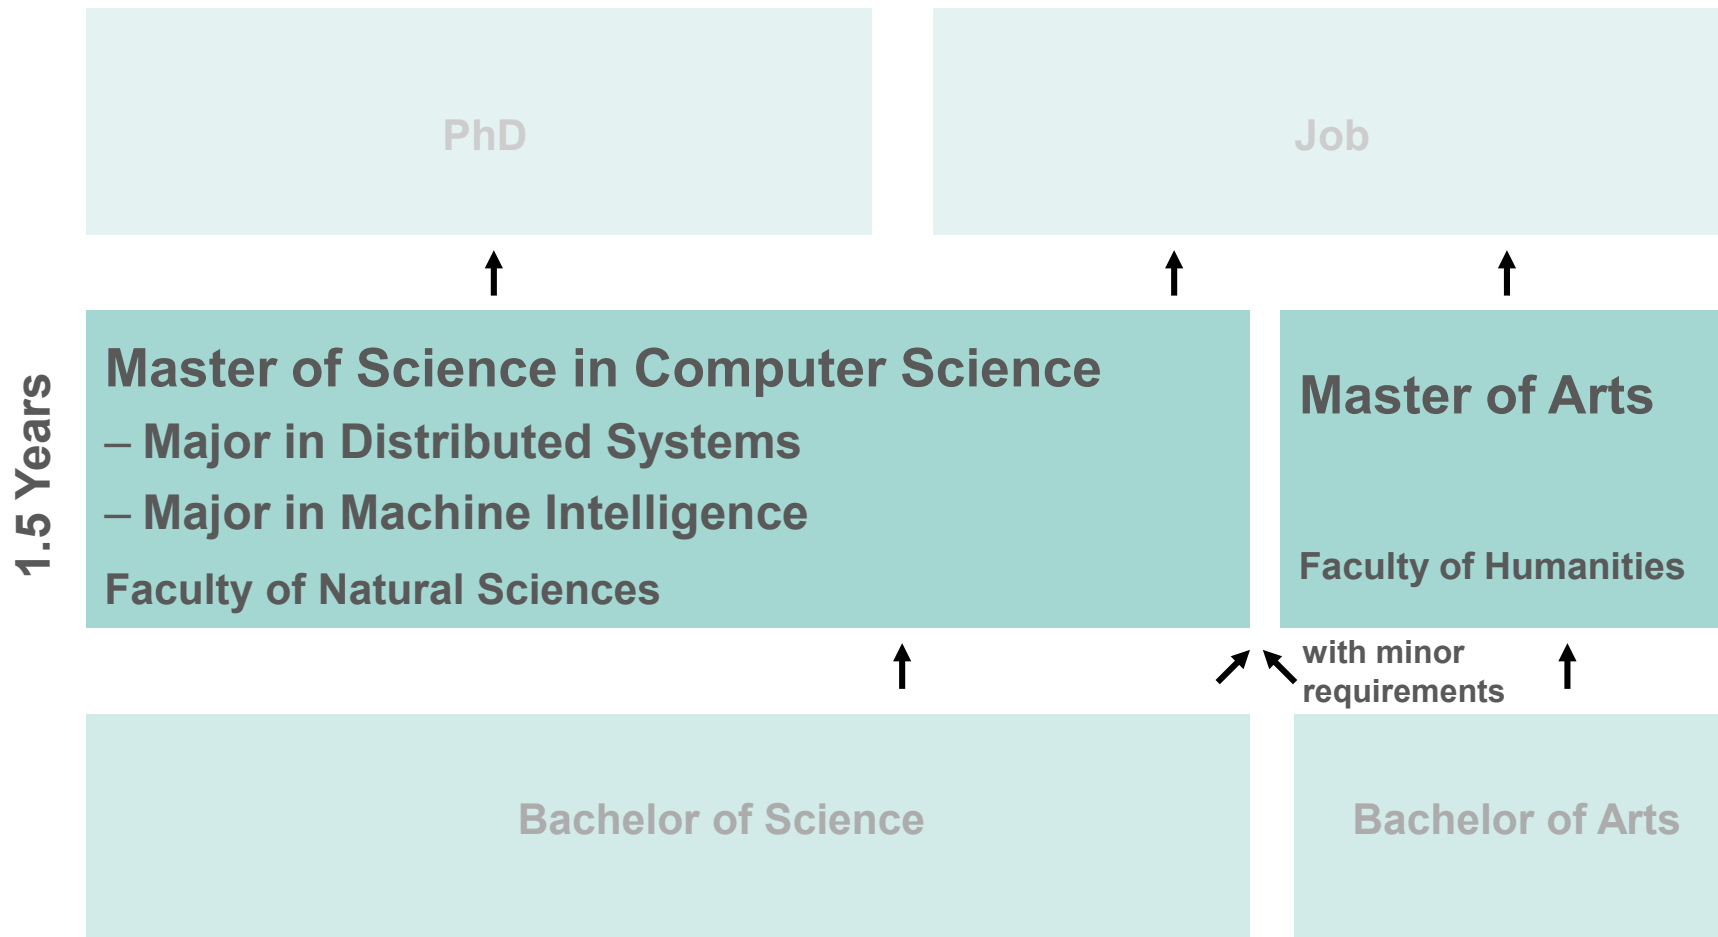 PhD
Job
1.5 Years
Master of Science in Computer Science
– Major in Distributed Systems
– Major in Machine Intelligence
Faculty of Natural Sciences
Master of Arts
Faculty of Humanities
with minor
requirements
Bachelor of Science
Bachelor of Arts